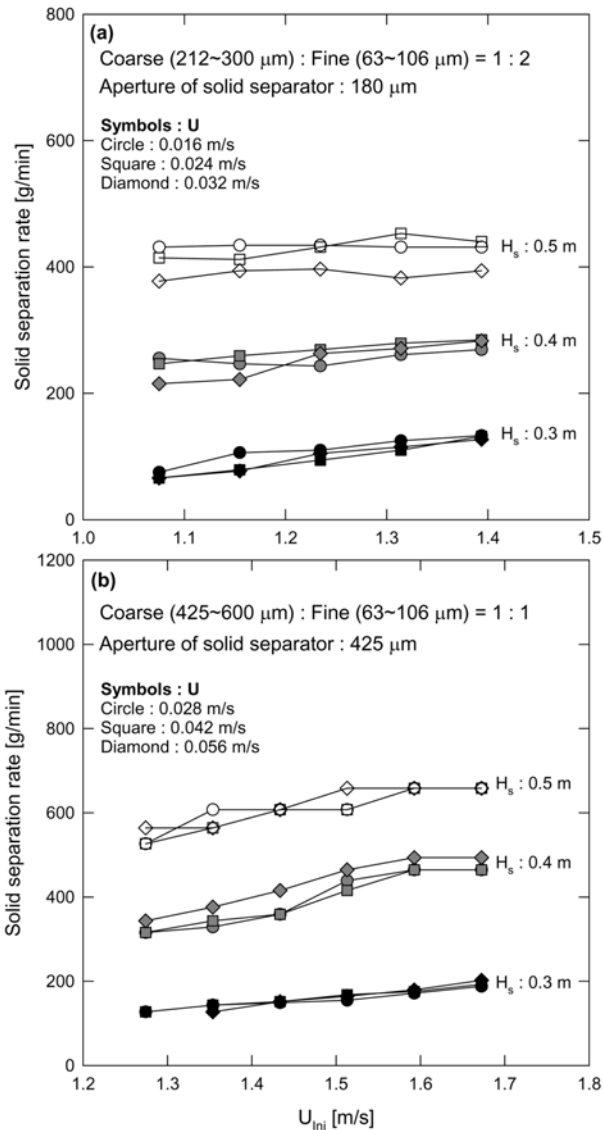 (a)
Coarse (212~300 μm) : Fine (63~106 μm) = 1 : 2
Aperture of solid separator : 180 μm
Symbols : U
Circle : 0.016 m/s
Square : 0.024 m/s
Diamond : 0.032 m/s
Solid separation rate [g/min]
800
600
400
200
0
Hₛ : 0.5 m
Hₛ : 0.4 m
Hₛ : 0.3 m
1.0 1.1 1.2 1.3 1.4 1.5
(b)
Coarse (425~600 μm) : Fine (63~106 μm) = 1 : 1
Aperture of solid separator : 425 μm
Symbols : U
Circle : 0.028 m/s
Square : 0.042 m/s
Diamond : 0.056 m/s
Solid separation rate [g/min]
1200
1000
800
600
400
200
0
Hₛ : 0.5 m
Hₛ : 0.4 m
Hₛ : 0.3 m
1.2 1.3 1.4 1.5 1.6 1.7 1.8
U_Inj [m/s]